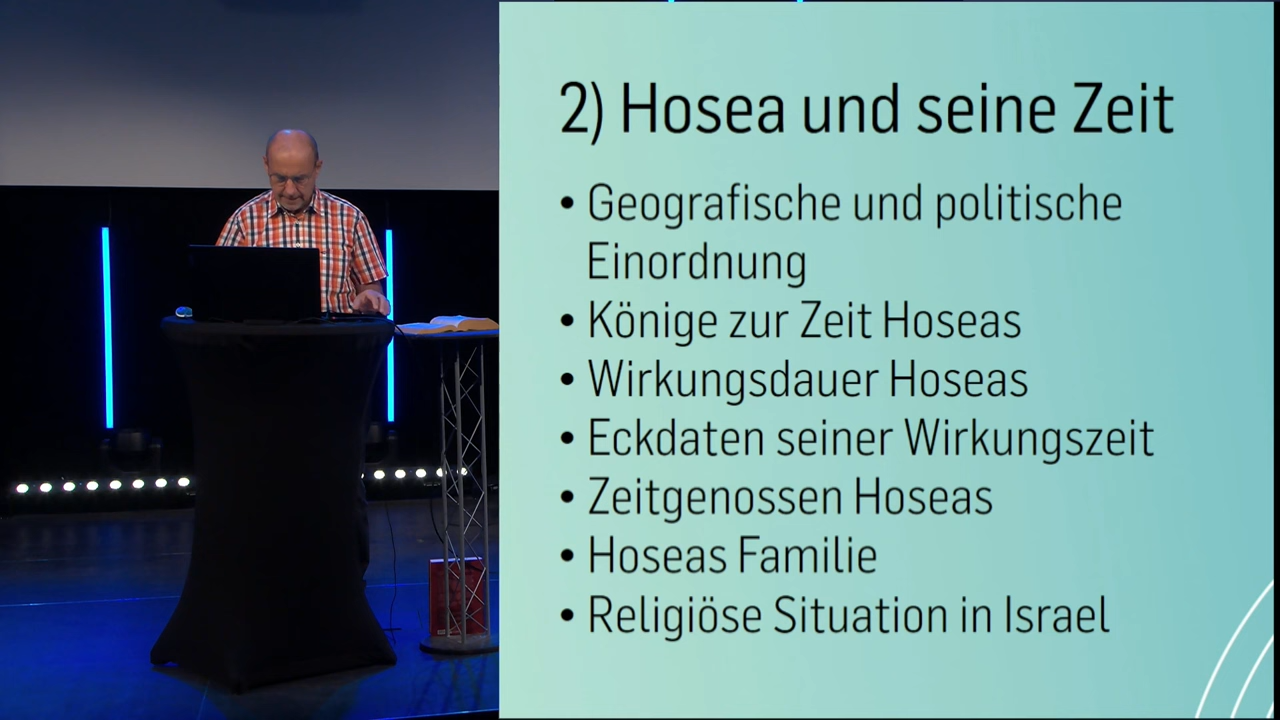 2) Hosea und seine Zeit
• Geografische und politische
Einordnung
• Könige zur Zeit Hoseas
• Wirkungsdauer Hoseas
• Eckdaten seiner Wirkungszeit
• Zeitgenossen Hoseas
• Hoseas Familie
• Religiöse Situation in Israel